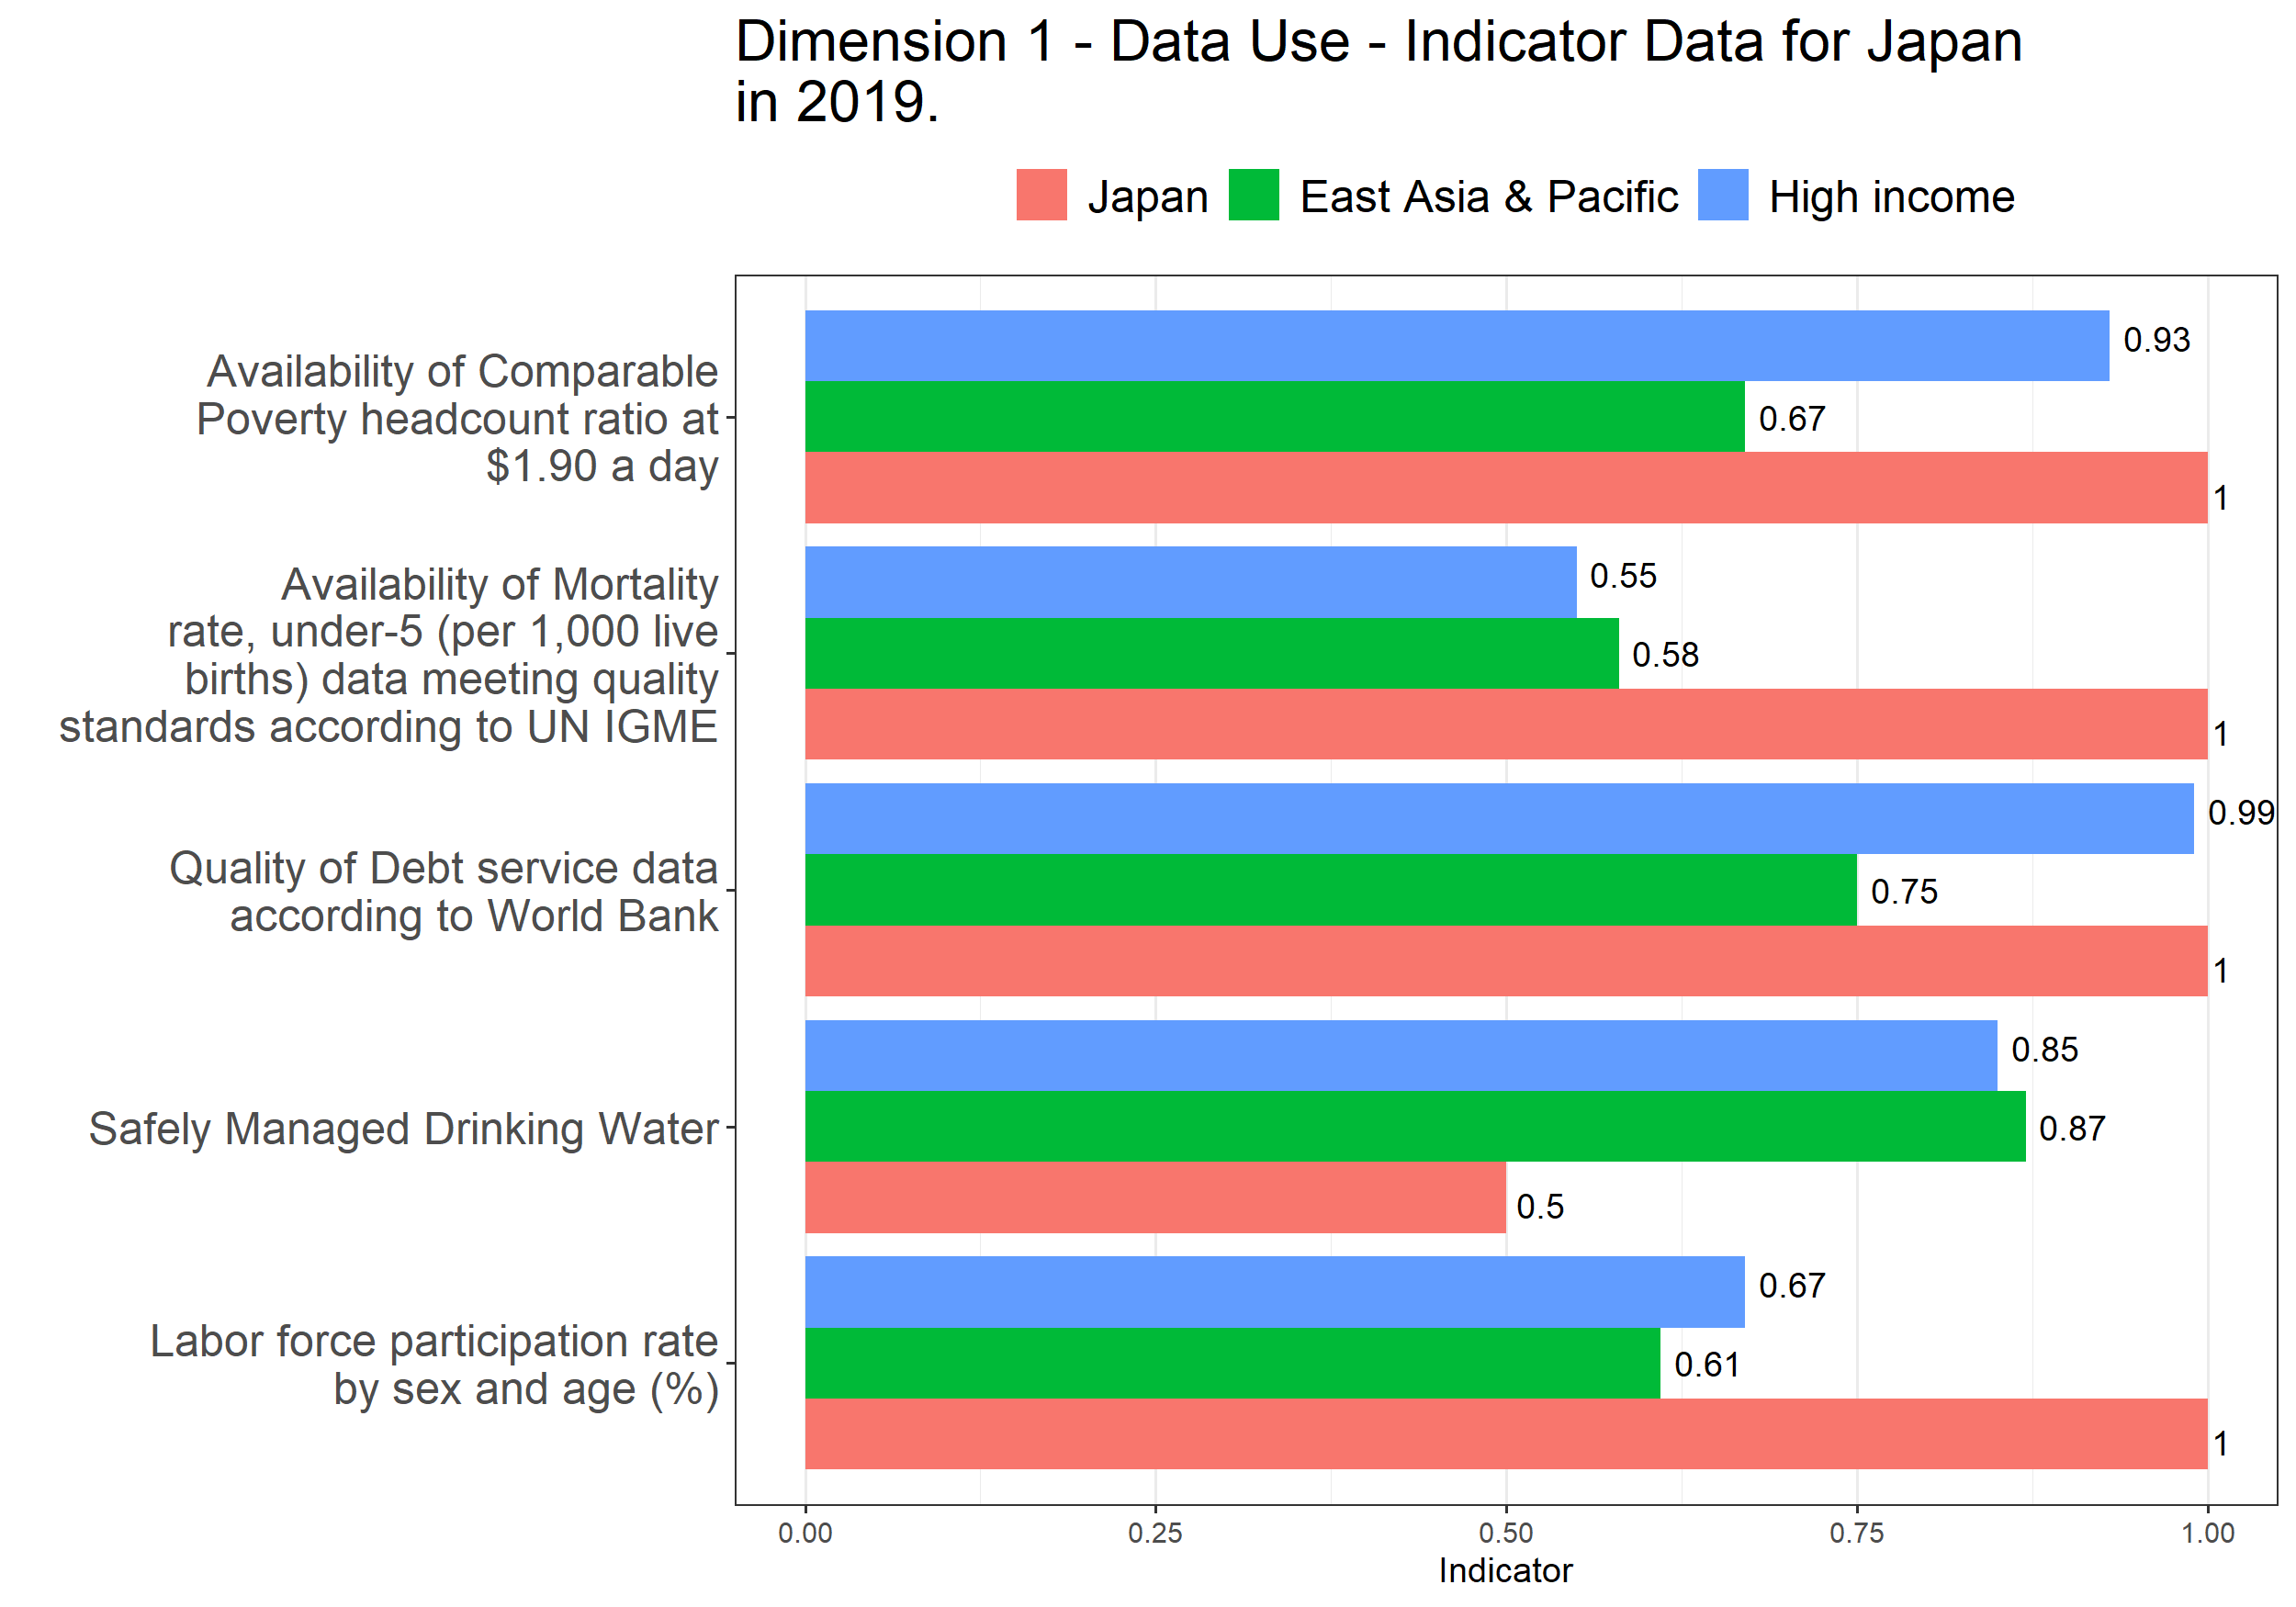 Dimension 1 - Data Use - Indicator Data for Japan
in 2019.
Japan
East Asia & Pacific
High income
Availability of Comparable
Poverty headcount ratio at
$1.90 a day
0.93
0.67
1
Availability of Mortality
rate, under-5 (per 1,000 live
births) data meeting quality
standards according to UN IGME
0.55
0.58
1
Quality of Debt service data
according to World Bank
0.99
0.75
1
Safely Managed Drinking Water
0.85
0.87
0.5
Labor force participation rate
by sex and age (%)
0.67
0.61
1
0.00
0.25
0.50
0.75
1.00
Indicator